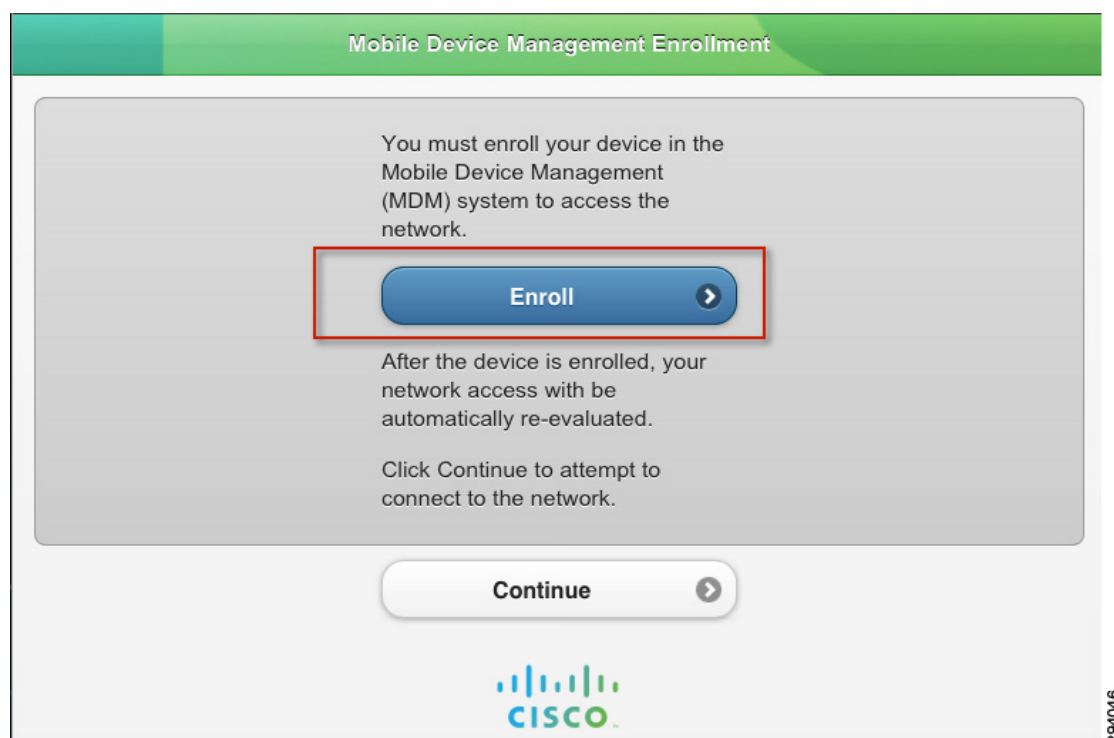 Mobile Device Management Enrollment
You must enroll your device in the
Mobile Device Management
(MDM) system to access the
network.
Enroll
After the device is enrolled, your
network access with be
automatically re-evaluated.
Click Continue to attempt to
connect to the network.
Continue
CISCO